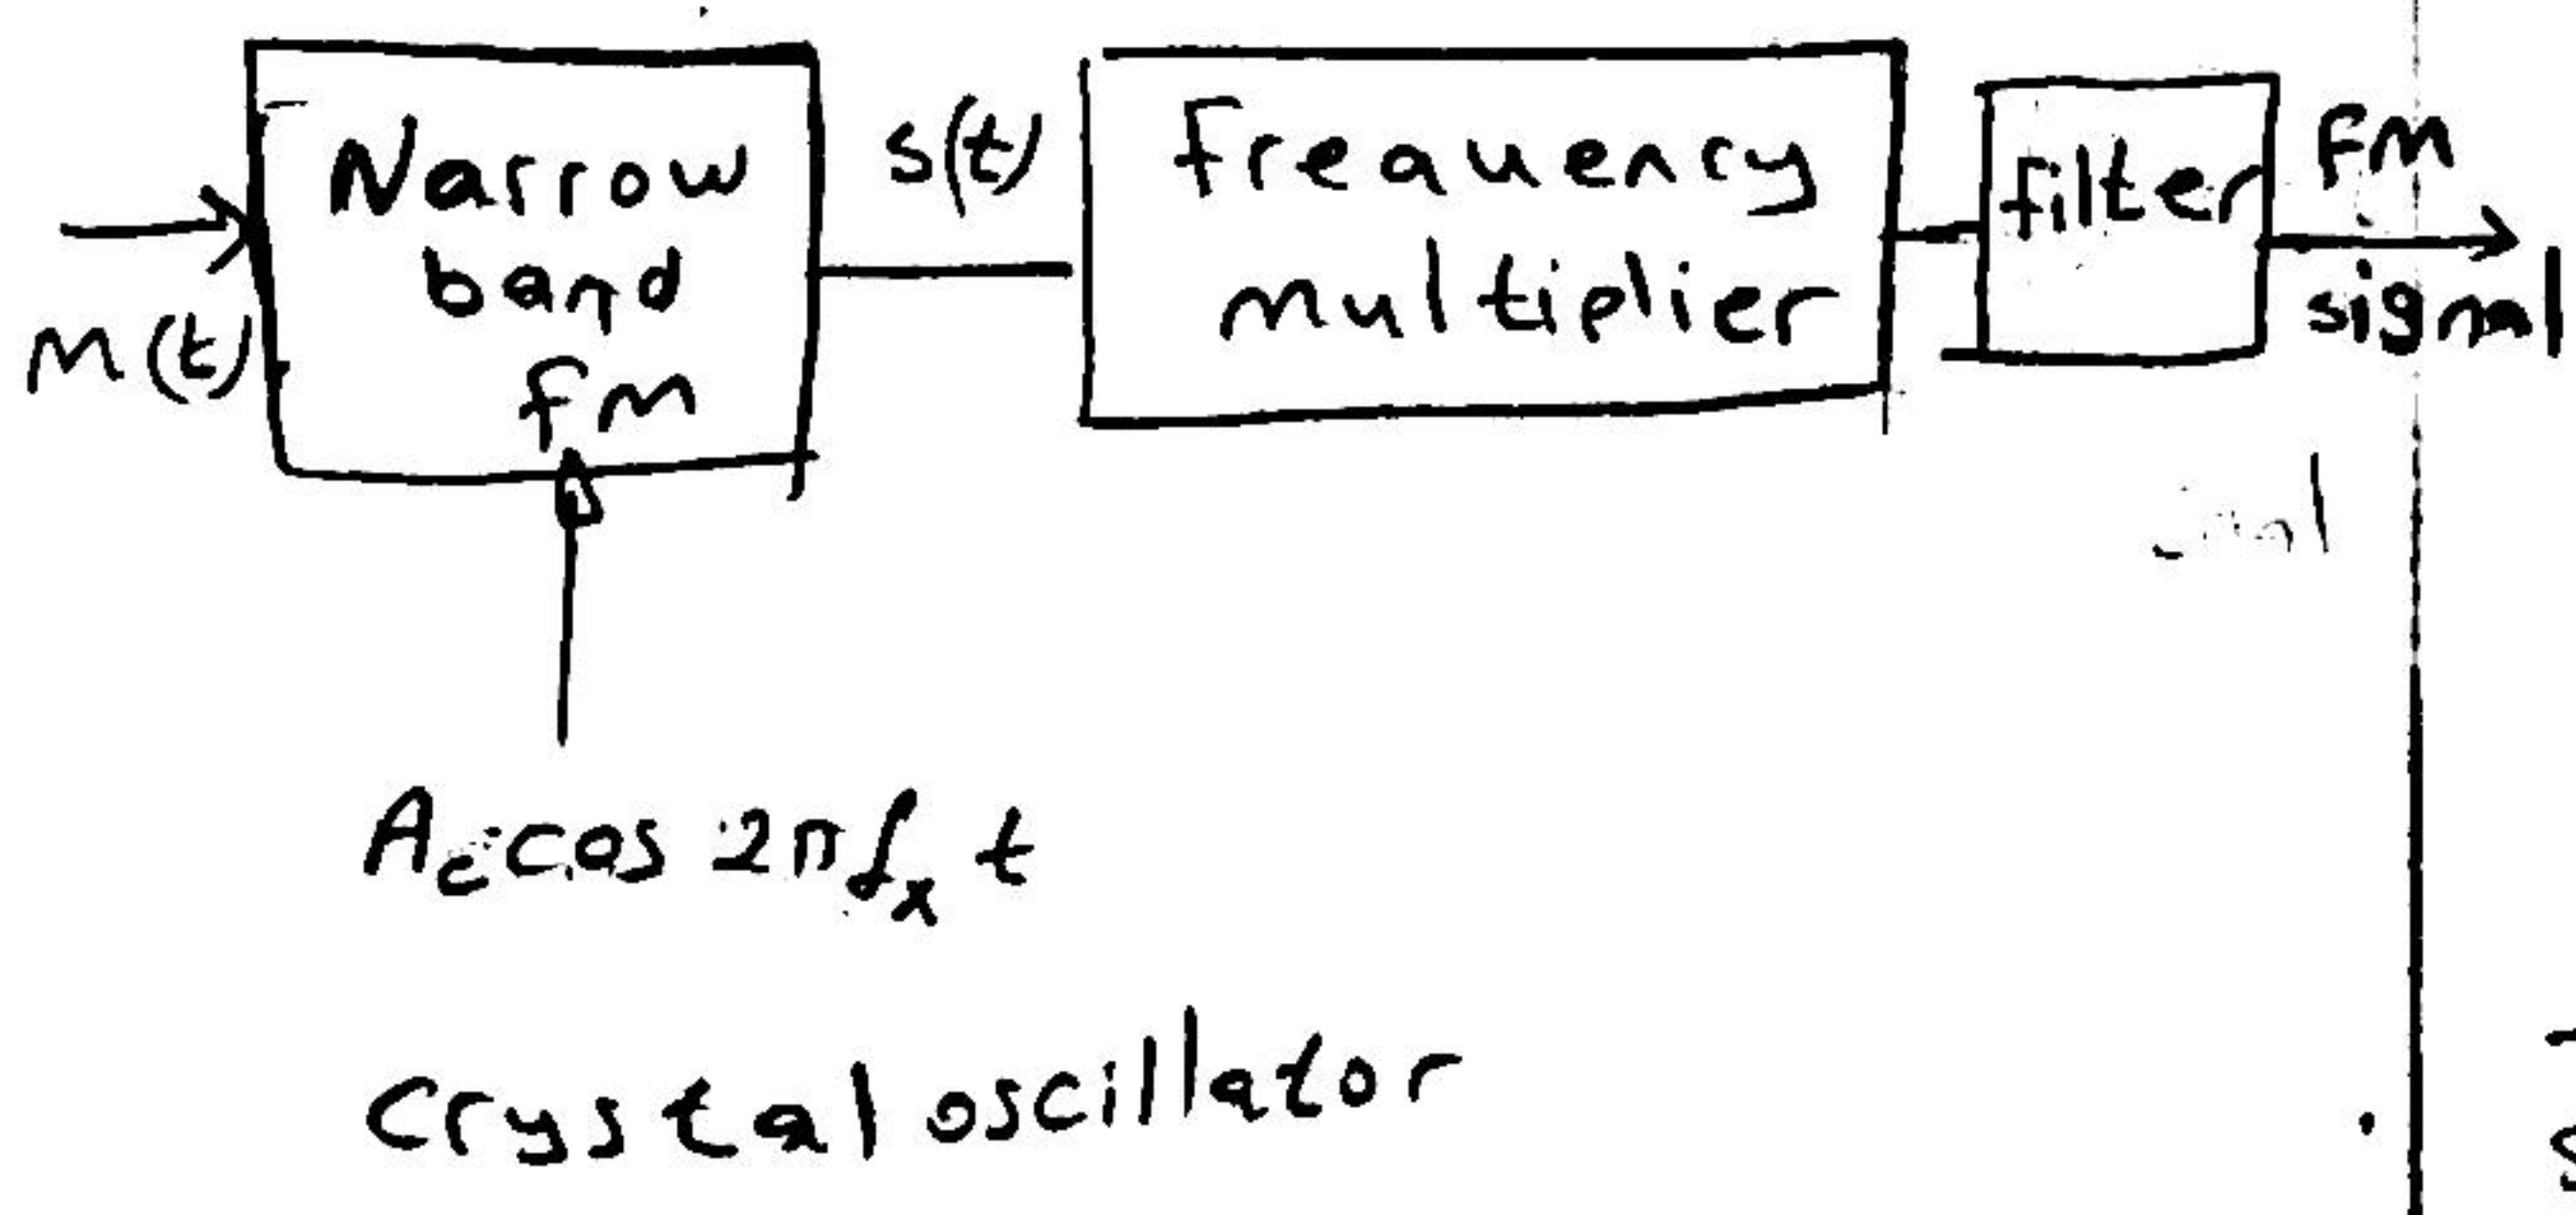 Narrow
band
fm
M(t)
s(t)
freauency
multiplier
filter
fm
signal
Accos 2πfx t
Crystal oscillator